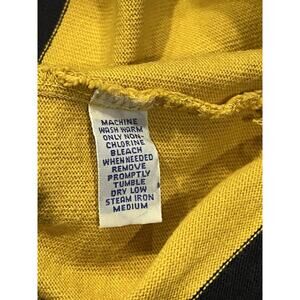 MACHINE
WASH WARM
ONLY NON-
CHLORINE
BLEACH
WHEN NEEDED
REMOVE
PROMPTLY
TUMBLE
DRY LOW
STEAM IRON
MEDIUM